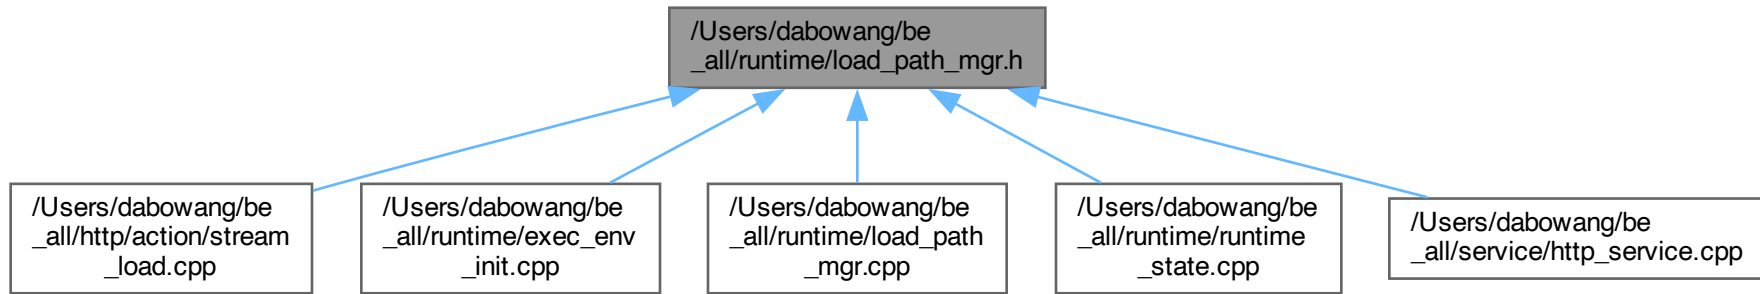 /Users/dabowang/be
_all/runtime/load_path_mgr.h
/Users/dabowang/be
_all/http/action/stream
_load.cpp
/Users/dabowang/be
_all/runtime/exec_env
_init.cpp
/Users/dabowang/be
_all/runtime/load_path
_mgr.cpp
/Users/dabowang/be
_all/runtime/runtime
_state.cpp
/Users/dabowang/be
_all/service/http_service.cpp